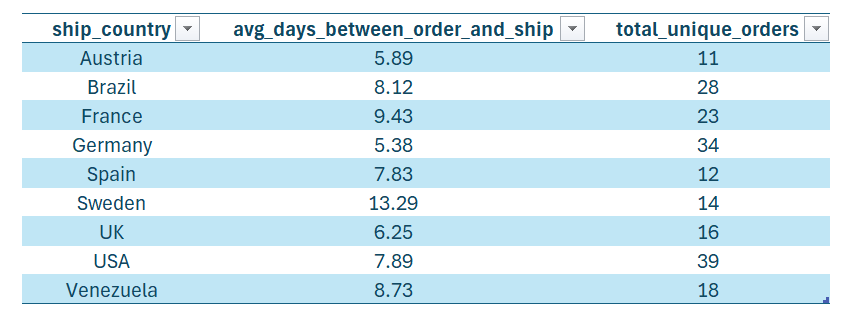 ship_country avg_days_between_order_and_ship total_unique_orders
Austria 5.89 11
Brazil 8.12 28
France 9.43 23
Germany 5.38 34
Spain 7.83 12
Sweden 13.29 14
UK 6.25 16
USA 7.89 39
Venezuela 8.73 18